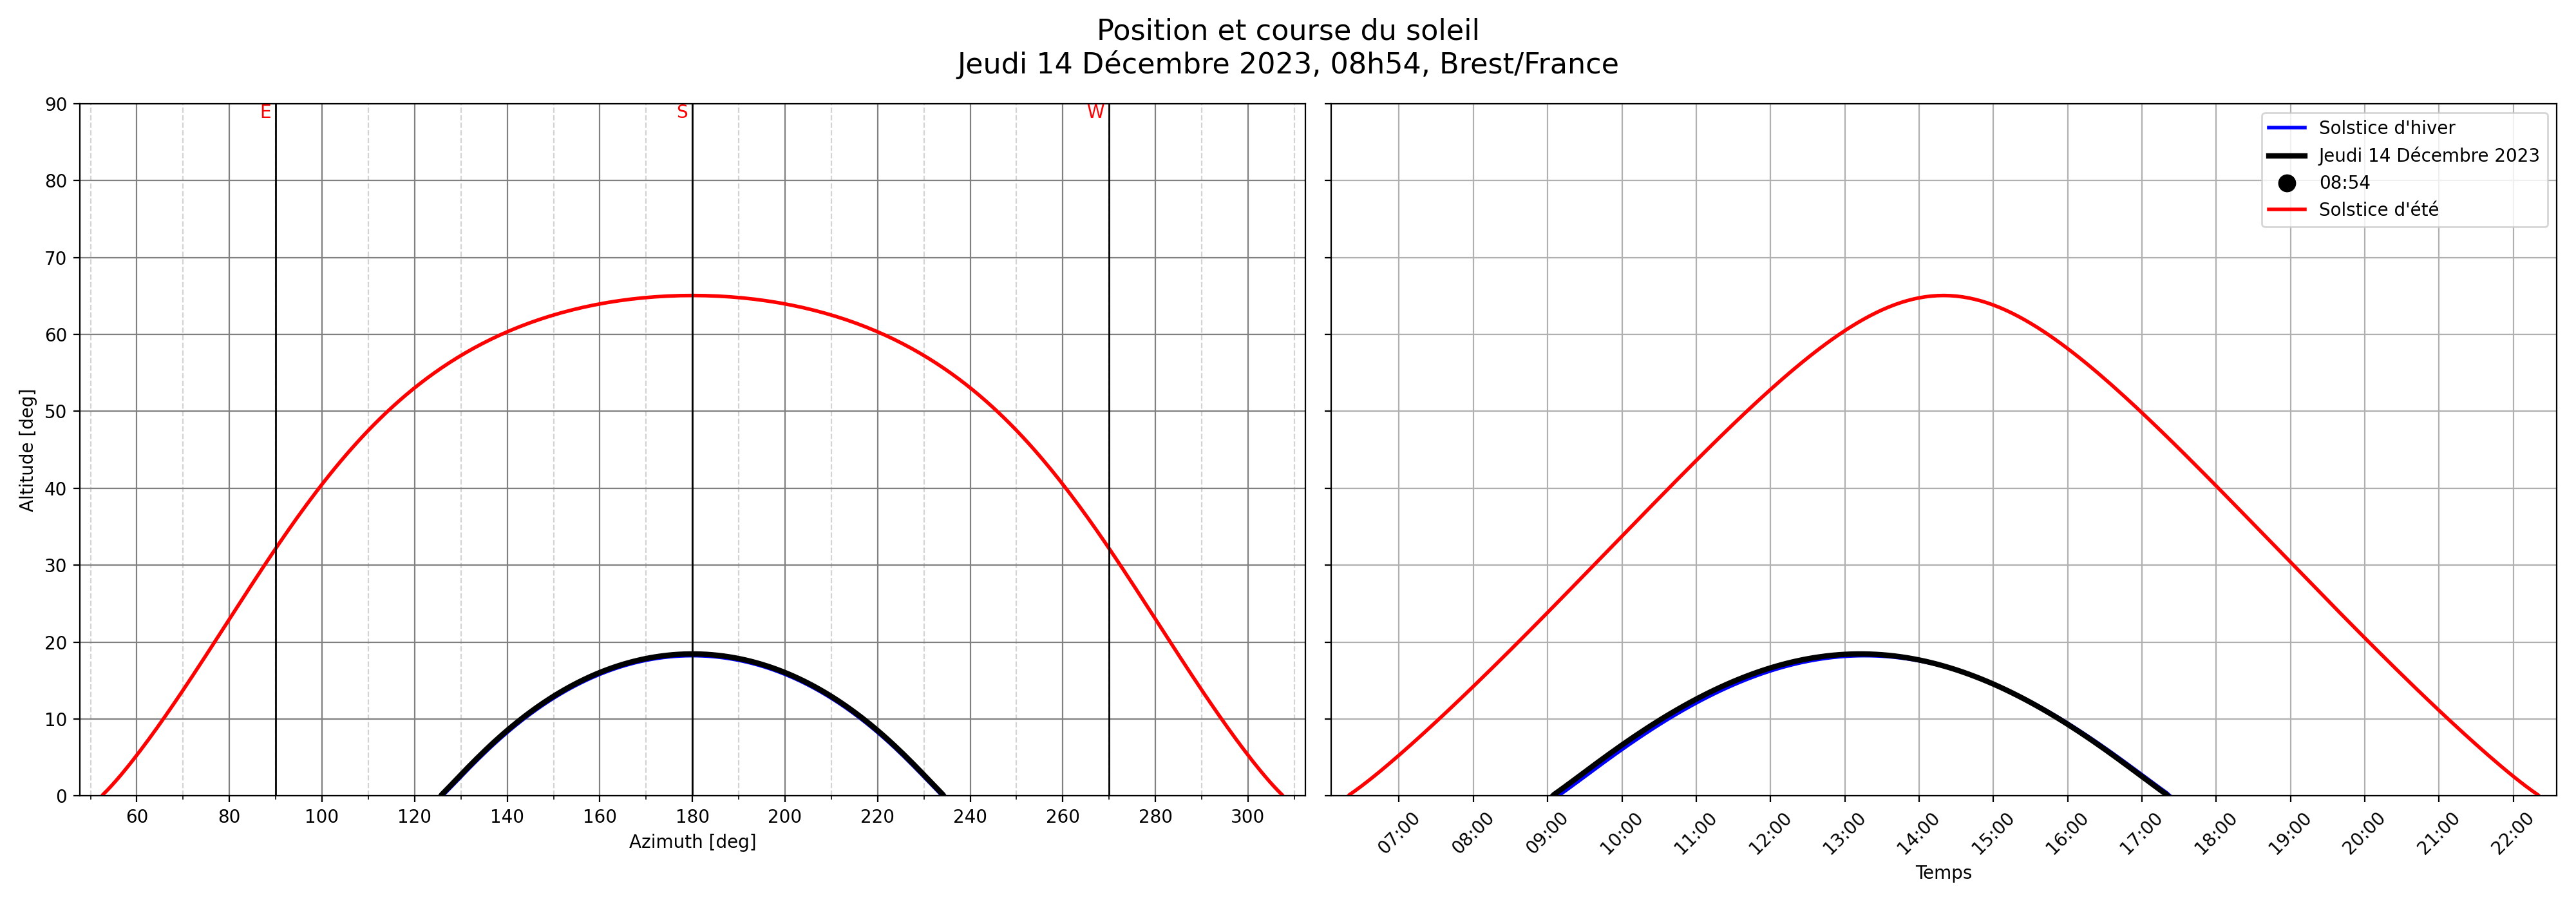 Position et course du soleil
Jeudi 14 Décembre 2023, 08h54, Brest/France
E
S
W
90
80
70
60
50
40
30
20
10
0
Altitude [deg]
60 80 100 120 140 160 180 200 220 240 260 280 300
Azimuth [deg]
Solstice d'hiver
Jeudi 14 Décembre 2023
08:54
Solstice d'été
07:00 08:00 09:00 10:00 11:00 12:00 13:00 14:00 15:00 16:00 17:00 18:00 19:00 20:00 21:00 22:00
Temps